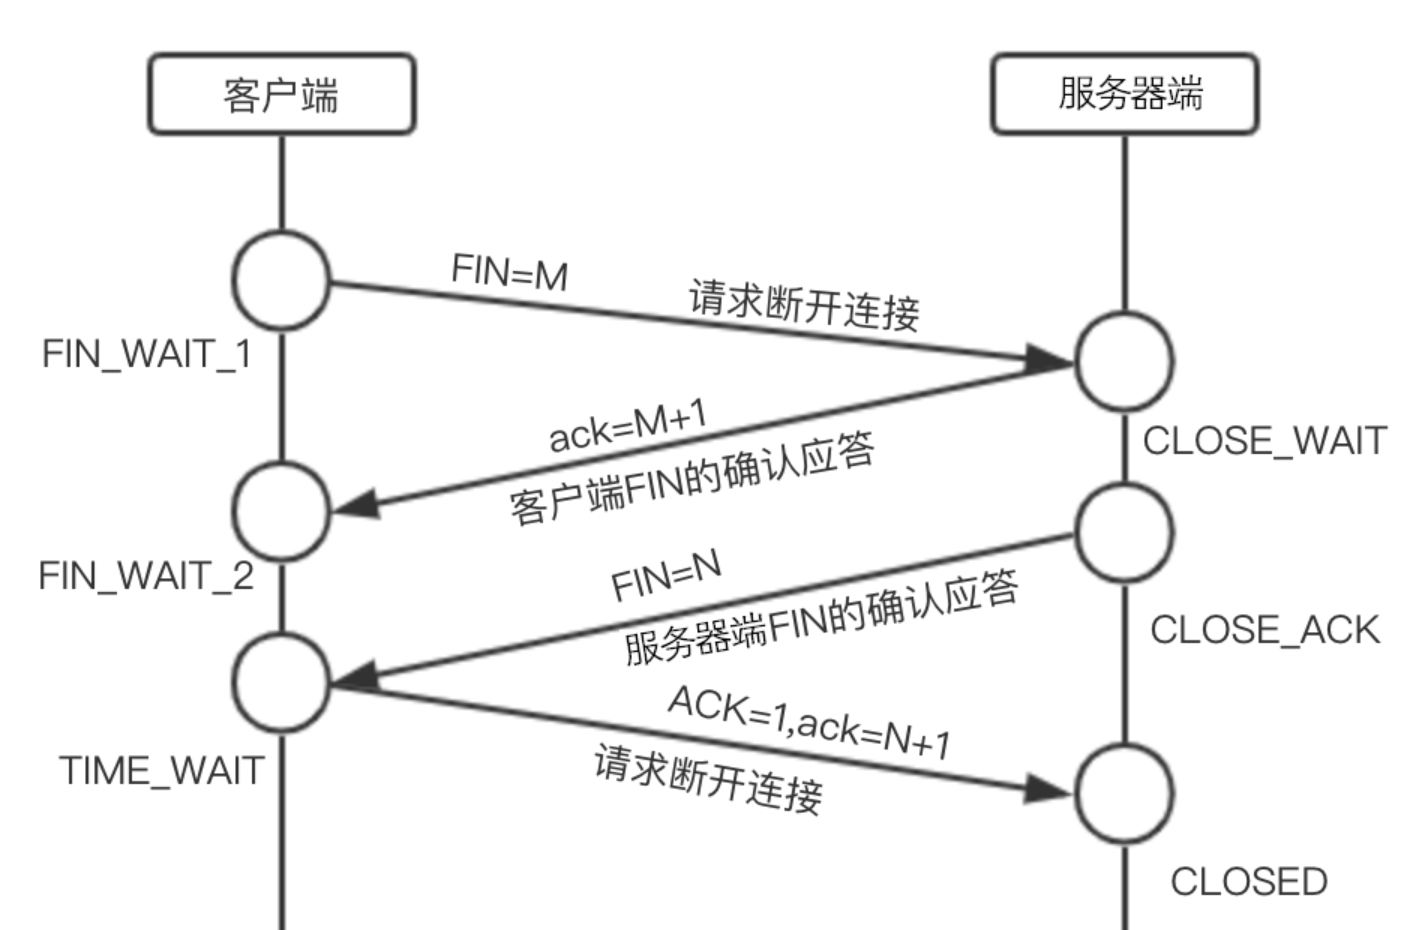 客户端
服务器端
FIN=M
请求断开连接
FIN_WAIT_1
ack=M+1
客户端FIN的确认应答
CLOSE_WAIT
FIN_WAIT_2
FIN=N
服务器端FIN的确认应答
CLOSE_ACK
ACK=1,ack=N+1
请求断开连接
TIME_WAIT
CLOSED